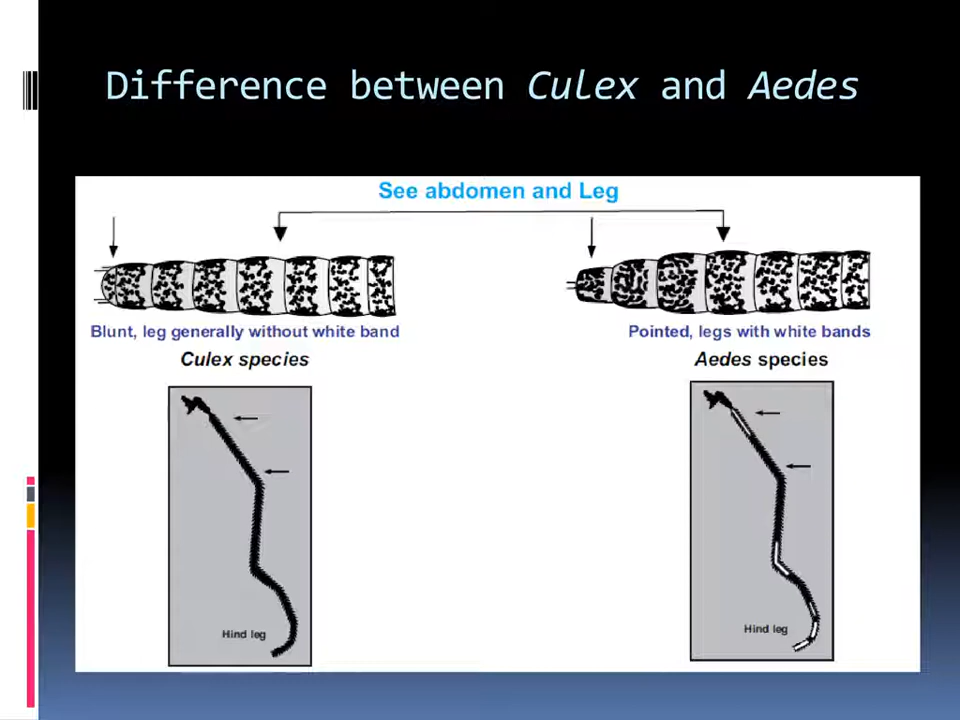 Difference between Culex and Aedes
See abdomen and Leg
Blunt, leg generally without white band
Pointed, legs with white bands
Culex species
Aedes species
Hind leg
Hind leg